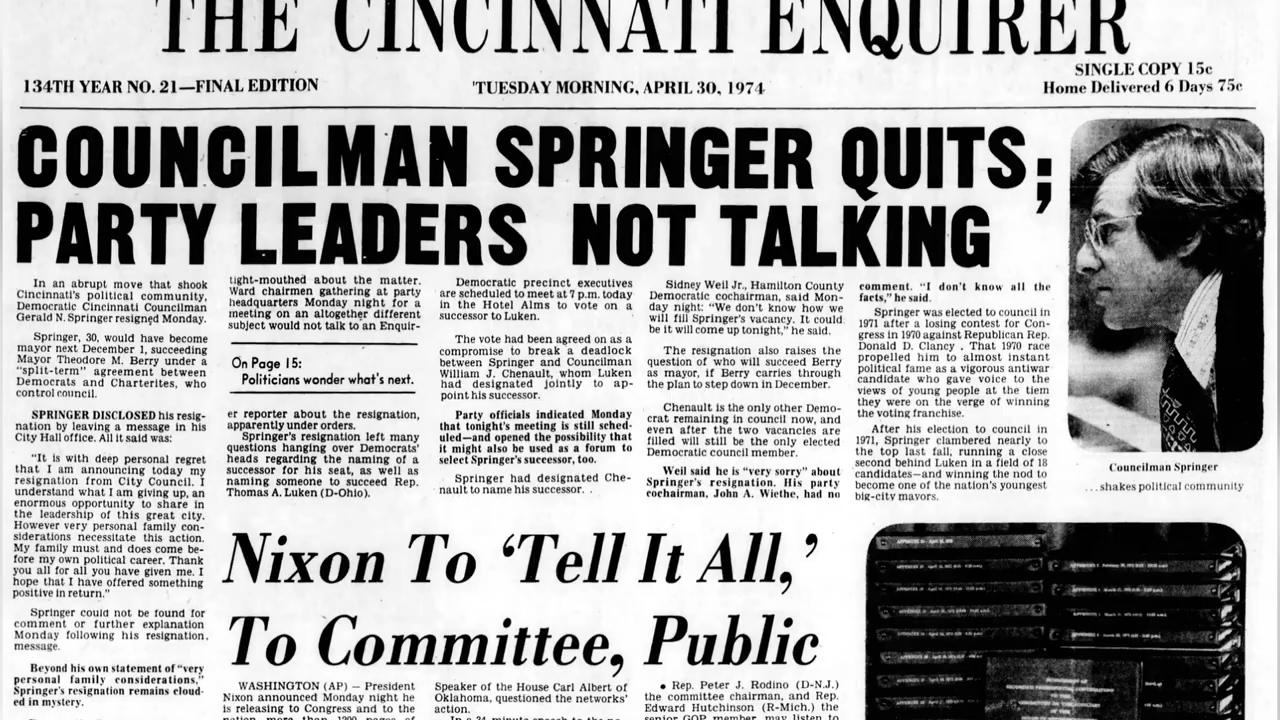 THE CINCINNATI ENQUIRER
134TH YEAR NO. 21—FINAL EDITION
TUESDAY MORNING, APRIL 30, 1974
SINGLE COPY 15c
Home Delivered 6 Days 75c
COUNCILMAN SPRINGER QUITS;
PARTY LEADERS NOT TALKING
In an abrupt move that shook
Cincinnati's political community,
Democratic Cincinnati Councilman
Gerald N. Springer resigned Monday.
Springer, 30, would have become
mayor next December 1, succeeding
Mayor Theodore M. Berry under a
"split-term" agreement between
Democrats and Charterites, who
control council.
SPRINGER DISCLOSED his resig-
nation by leaving a message in his
City Hall office. All it said was:
"It is with deep personal regret
that I am announcing today my
resignation from City Council. I
understand what I am giving up, an
enormous opportunity to share in
the leadership of this great city.
However very personal family con-
siderations necessitate this action.
My family must and does come be-
fore my own political career. Thank
you all for all you have given me. I
hope that I have offered something
positive in return."
Springer could not be found for
comment or further explanation
Monday following his resignation,
message.
Beyond his own statement of "very
personal family considerations,"
Springer's resignation remains cloud-
ed in mystery.
tight-mouthed about the matter.
Ward chairmen gathering at party
headquarters Monday night for a
meeting on an altogether different
subject would not talk to an Enquir-
On Page 15:
Politicians wonder what's next.
er reporter about the resignation,
apparently under orders.
Springer's resignation left many
questions hanging over Democrats'
heads regarding the naming of a
successor for his seat, as well as
naming someone to succeed Rep.
Thomas A. Luken (D-Ohio).
Democratic precinct executives
are scheduled to meet at 7 p.m. today
in the Hotel Alms to vote on a
successor to Luken.
The vote had been agreed on as a
compromise to break a deadlock
between Springer and Councilman
William J. Chenault, whom Luken
had designated jointly to ap-
point his successor.
Party officials indicated Monday
that tonight's meeting is still sched-
uled—and opened the possibility that
it might also be used as a forum to
select Springer's successor, too.
Springer had designated Che-
nault to name his successor. .
Sidney Weil Jr., Hamilton County
Democratic cochairman, said Mon-
day night: "We don't know how we
will fill Springer's vacancy. It could
be it will come up tonight," he said.
The resignation also raises the
question of who will succeed Berry
as mayor, if Berry carries through
the plan to step down in December.
Chenault is the only other Demo-
crat remaining in council now, and
even after the two vacancies are
filled will still be the only elected
Democratic council member.
Weil said he is "very sorry" about
Springer's resignation. His party
cochairman, John A. Wiethe, had no
comment. "I don't know all the
facts," he said.
Springer was elected to council in
1971 after a losing contest for Con-
gress in 1970 against Republican Rep.
Donald D. Clancy . That 1970 race
propelled him to almost instant
political fame as a vigorous antiwar
candidate who gave voice to the
views of young people at the tiem
they were on the verge of winning
the voting franchise.
After his election to council in
1971, Springer clambered nearly to
the top last fall, running a close
second behind Luken in a field of 18
candidates—and winning the nod to
become one of the nation's youngest
big-city mayors.
Councilman Springer
...shakes political community
Nixon To 'Tell It All,'
To Committee, Public
WASHINGTON (AP) — President
Nixon announced Monday night he
is releasing to Congress and to the
nation more than 1200 pages of
Speaker of the House Carl Albert of
Oklahoma, questioned the networks'
action.
• Rep. Peter J. Rodino (D-N.J.)
the committee chairman, and Rep.
Edward Hutchinson (R-Mich.) the
senior GOP member, may listen to